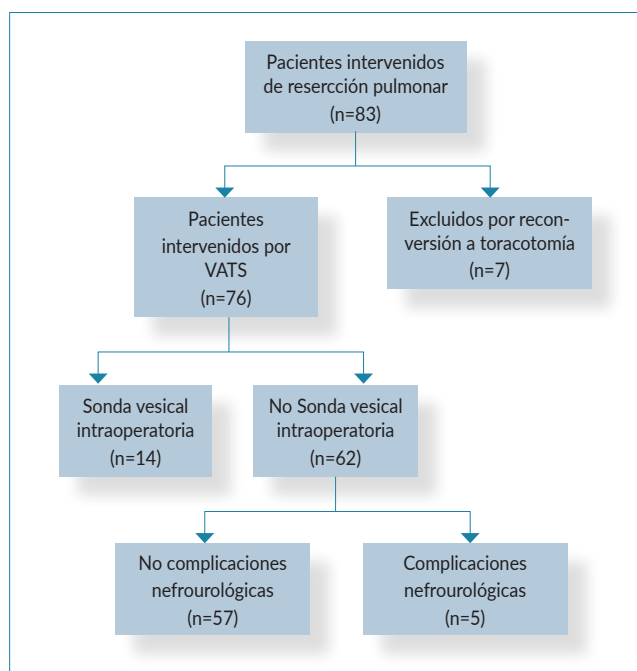 Pacientes intervenidos
de resercción pulmonar
(n=83)
Pacientes
intervenidos por
VATS
(n=76)
Excluidos por recon-
versión a toracotomía
(n=7)
Sonda vesical
intraoperatoria
(n=14)
No Sonda vesical
intraoperatoria
(n=62)
No complicaciones
nefrourológicas
(n=57)
Complicaciones
nefrourológicas
(n=5)